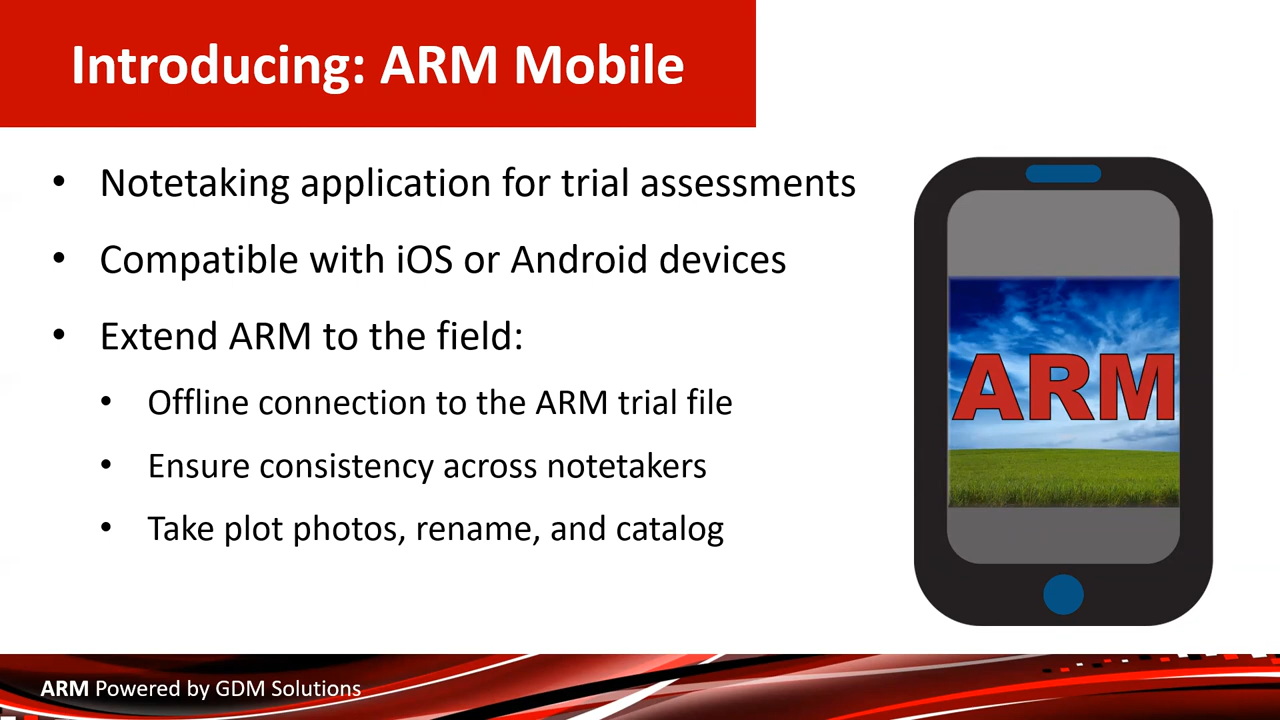 Introducing: ARM Mobile
• Notetaking application for trial assessments
• Compatible with iOS or Android devices
• Extend ARM to the field:
• Offline connection to the ARM trial file
• Ensure consistency across notetakers
• Take plot photos, rename, and catalog
ARM
ARM Powered by GDM Solutions